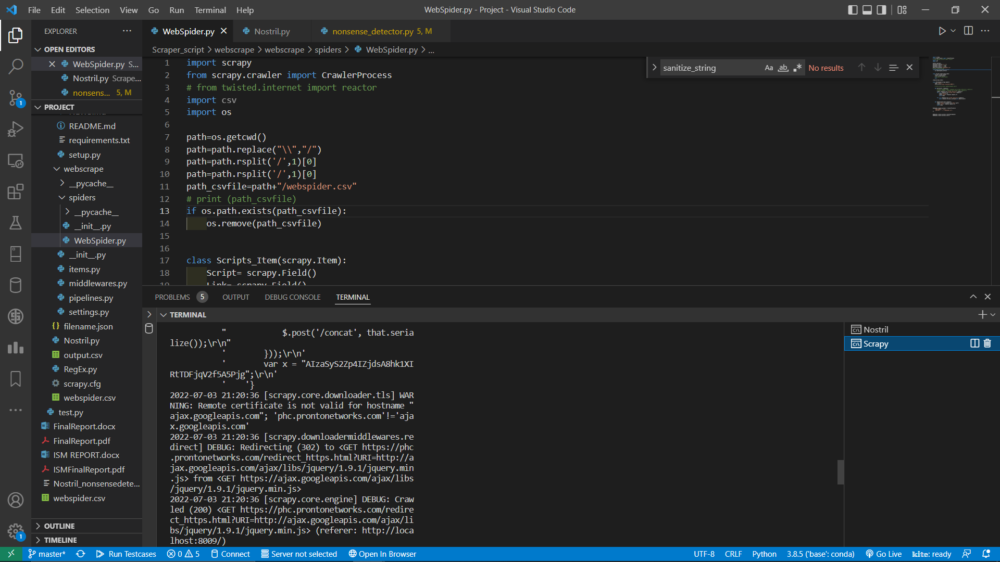 File Edit Selection View Go Run Terminal Help
WebSpider.py - Project - Visual Studio Code
EXPLORER
OPEN EDITORS
WebSpider.py S...
Nostril.py Scrape...
nonsens... 5, M
PROJECT
README.md
requirements.txt
setup.py
webscrape
__pycache__
spiders
__pycache__
__init__.py
WebSpider.py
__init__.py
items.py
middlewares.py
pipelines.py
settings.py
filename.json
Nostril.py
output.csv
RegEx.py
scrapy.cfg
webspider.csv
test.py
FinalReport.docx
FinalReport.pdf
ISM REPORT.docx
ISMFinalReport.pdf
Nostril_nonsensedete...
webspider.csv
OUTLINE
TIMELINE
WebSpider.py
Nostril.py
nonsense_detector.py 5, M
Scraper_script > webscrape > webscrape > spiders > WebSpider.py > ...
sanitize_string
Aa ab
No results
1 import scrapy
2 from scrapy.crawler import CrawlerProcess
3 # from twisted.internet import reactor
4 import csv
5 import os
6
7 path=os.getcwd()
8 path=path.replace("\\","/")
9 path=path.rsplit('/',1)[0]
10 path=path.rsplit('/',1)[0]
11 path_csvfile=path+"/webspider.csv"
12 # print (path_csvfile)
13 if os.path.exists(path_csvfile):
14 os.remove(path_csvfile)
15
16
17 class Scripts_Item(scrapy.Item):
18 Script= scrapy.Field()
19 Link= scrapy.Field()
PROBLEMS 5 OUTPUT DEBUG CONSOLE TERMINAL
TERMINAL
" $.post('/concat', that.seria
lize());\r\n"
' }));\r\n'
' var x = "AIzaSyS2Zp4IZjdsA8hk1XI
RtTDFjqV2f5A5Pjg";\r\n'
' '}
2022-07-03 21:20:36 [scrapy.core.downloader.tls] WAR
NING: Remote certificate is not valid for hostname "
ajax.googleapis.com"; 'phc.prontonetworks.com'!='aja
x.googleapis.com'
2022-07-03 21:20:36 [scrapy.downloadermiddlewares.re
direct] DEBUG: Redirecting (302) to <GET https://phc
.prontonetworks.com/redirect_https.html?URI=http://a
jax.googleapis.com/ajax/libs/jquery/1.9.1/jquery.min
.js> from <GET https://ajax.googleapis.com/ajax/libs
/jquery/1.9.1/jquery.min.js>
2022-07-03 21:20:36 [scrapy.core.engine] DEBUG: Craw
led (200) <GET https://phc.prontonetworks.com/redire
ct_https.html?URI=http://ajax.googleapis.com/ajax/li
bs/jquery/1.9.1/jquery.min.js> (referer: http://loca
lhost:8009/)
Nostril
Scrapy
master* Run Testcases 0 5 Connect Server not selected Open In Browser
UTF-8 CRLF Python 3.8.5 ('base': conda) Go Live kite: ready